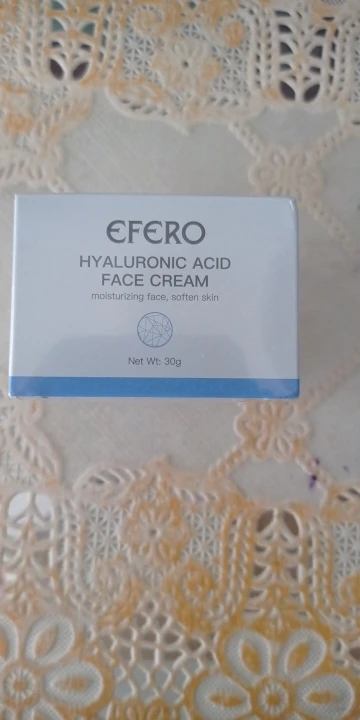 EFERO
HYALURONIC ACID
FACE CREAM
moisturizing face, soften skin
Net Wt: 30g